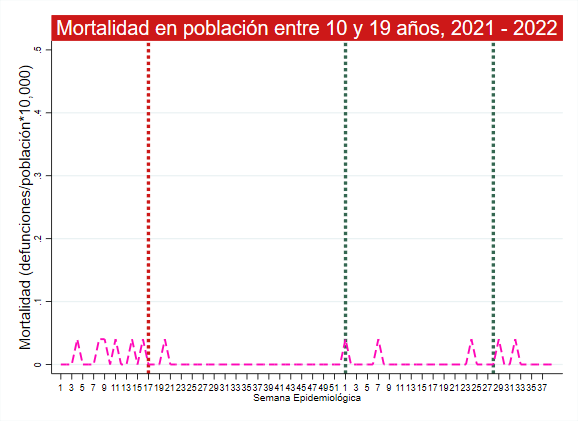 Mortalidad en población entre 10 y 19 años, 2021 - 2022
Mortalidad (defunciones/población*10,000)
.5
.4
.3
.2
.1
0
1 3 5 7 9 11 13 15 17 19 21 23 25 27 29 31 33 35 37 39 41 43 45 47 49 51 1 3 5 7 9 11 13 15 17 19 21 23 25 27 29 31 33 35 37
Semana Epidemiológica